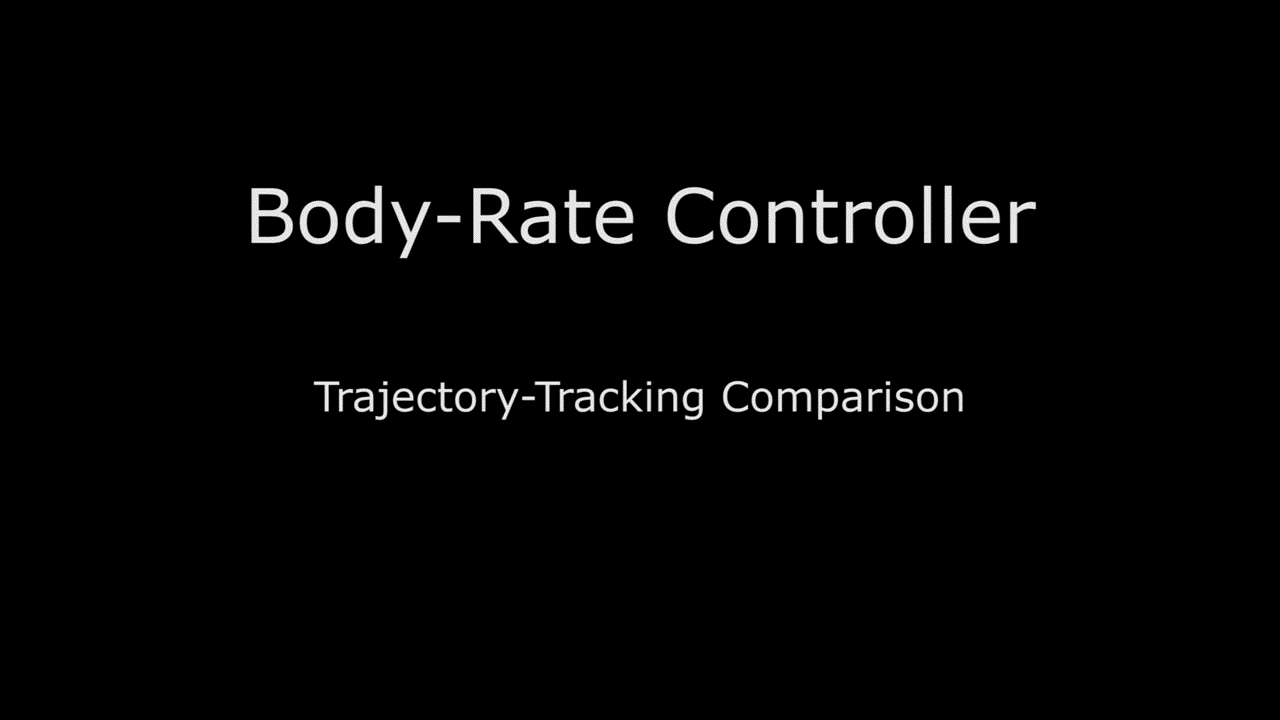 Body-Rate Controller
Trajectory-Tracking Comparison